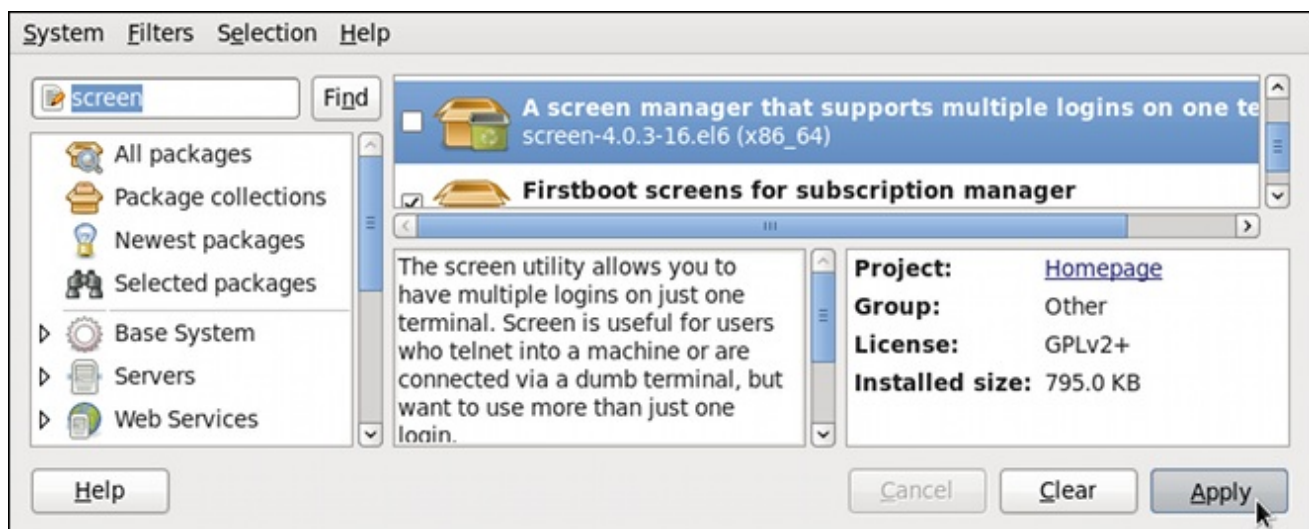 System Filters Selection Help
screen
Find
All packages
Package collections
Newest packages
Selected packages
Base System
Servers
Web Services
A screen manager that supports multiple logins on one te
screen-4.0.3-16.el6 (x86_64)
Firstboot screens for subscription manager
The screen utility allows you to
have multiple logins on just one
terminal. Screen is useful for users
who telnet into a machine or are
connected via a dumb terminal, but
want to use more than just one
login.
Project: Homepage
Group: Other
License: GPLv2+
Installed size: 795.0 KB
Help
Cancel
Clear
Apply